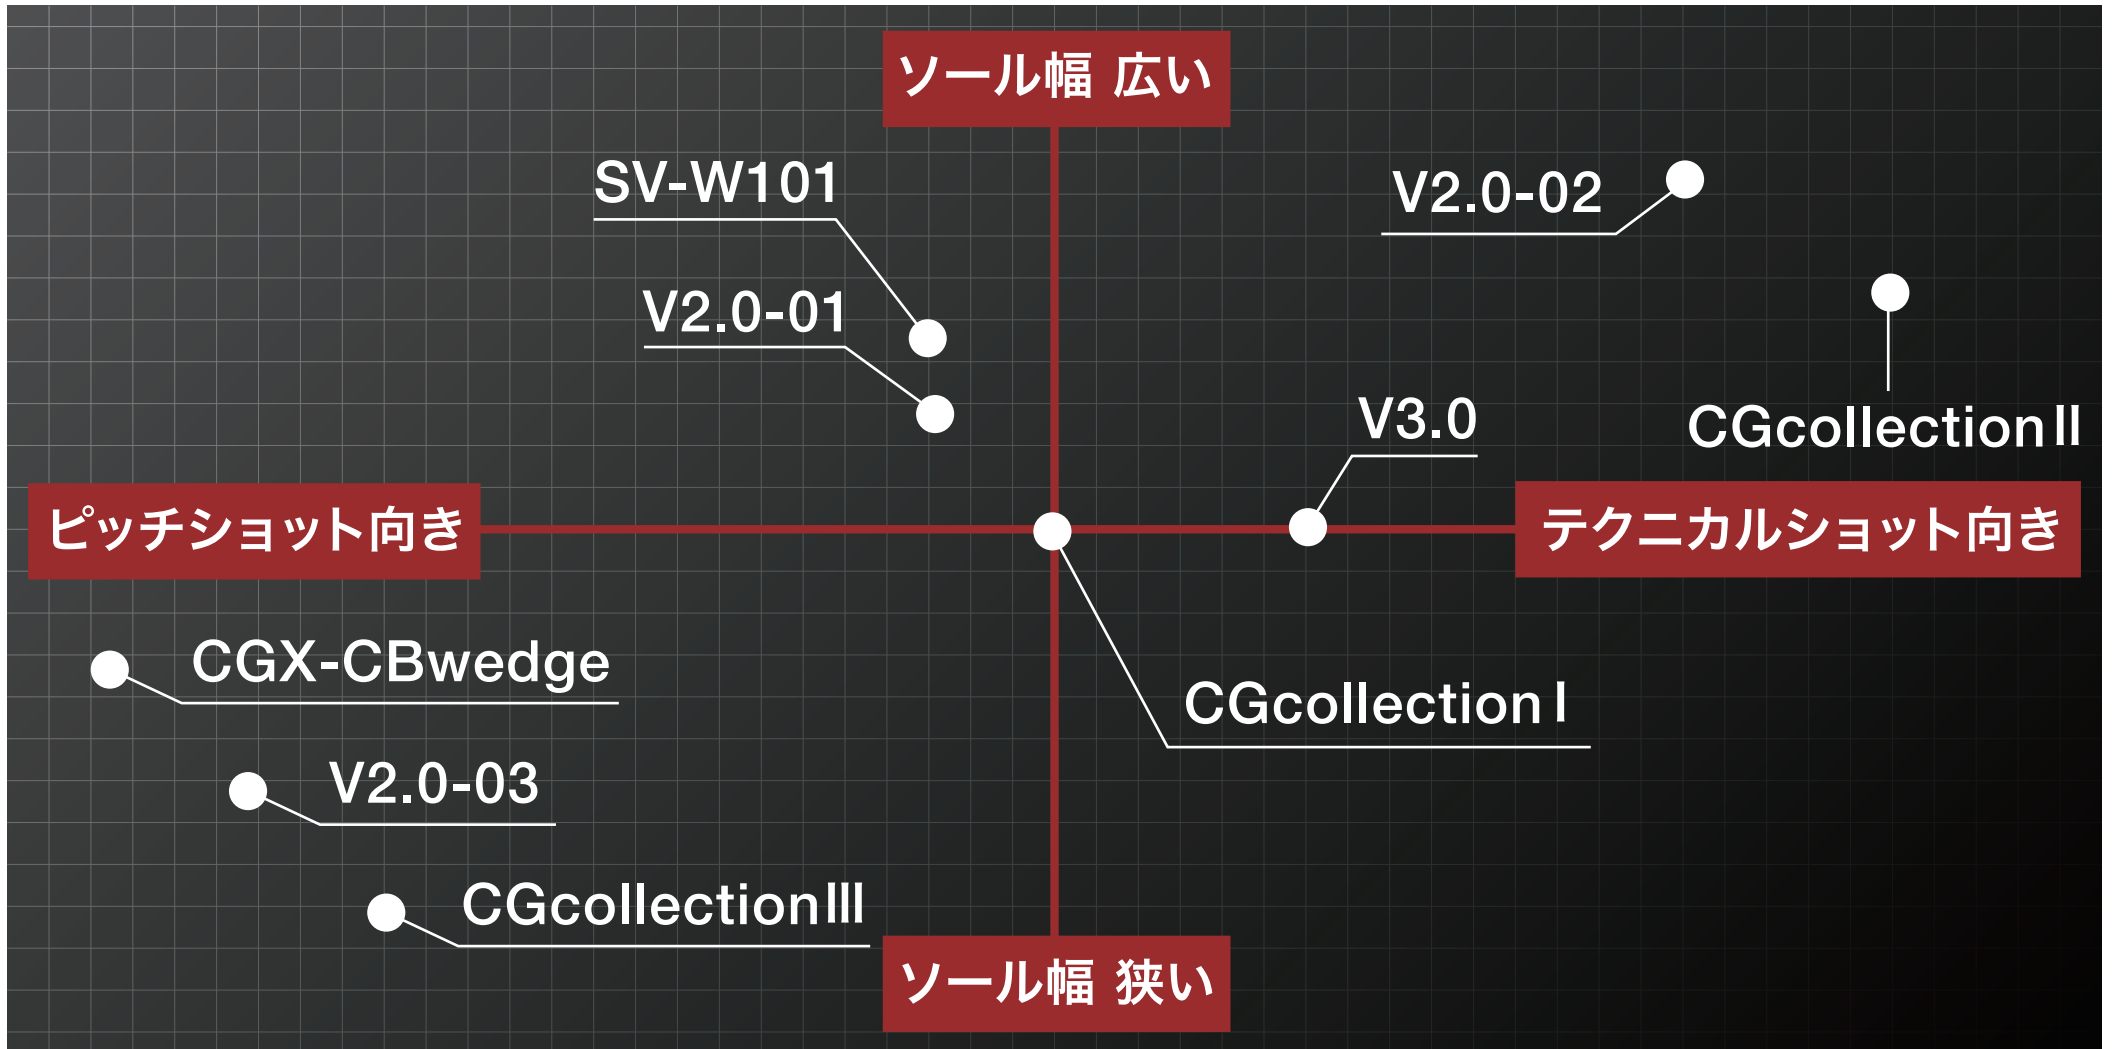 ソール幅 広い
SV-W101
V2.0-02
V2.0-01
V3.0
CGcollectionⅡ
ピッチショット向き
テクニカルショット向き
CGX-CBwedge
CGcollectionⅠ
V2.0-03
CGcollectionⅢ
ソール幅 狭い